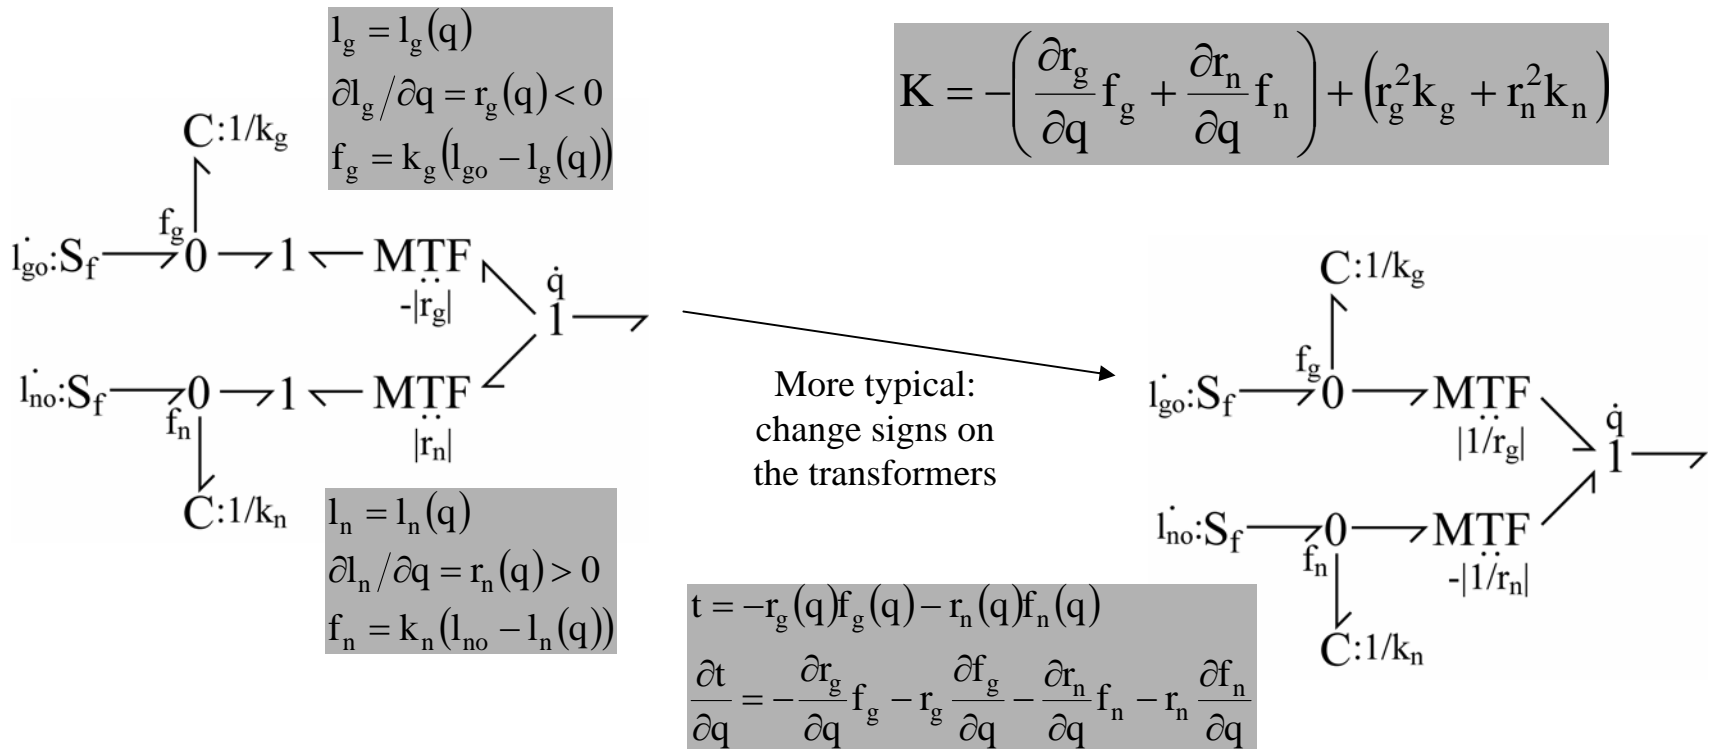 l_g = l_g(q)
∂l_g/∂q = r_g(q) < 0
f_g = k_g(l_go − l_g(q))
K = −(∂r_g/∂q f_g + ∂r_n/∂q f_n) + (r_g^2 k_g + r_n^2 k_n)
C:1/k_g
f_g
l̇_go:S_f 0 1 MTF
-|r_g|
q̇
1
l̇_no:S_f 0 1 MTF
f_n
|r_n|
C:1/k_n
l_n = l_n(q)
∂l_n/∂q = r_n(q) > 0
f_n = k_n(l_no − l_n(q))
More typical:
change signs on
the transformers
C:1/k_g
f_g
l̇_go:S_f 0 MTF
|1/r_g|
q̇
1
l̇_no:S_f 0 MTF
f_n
-|1/r_n|
C:1/k_n
t = −r_g(q)f_g(q) − r_n(q)f_n(q)
∂t/∂q = −∂r_g/∂q f_g − r_g ∂f_g/∂q − ∂r_n/∂q f_n − r_n ∂f_n/∂q